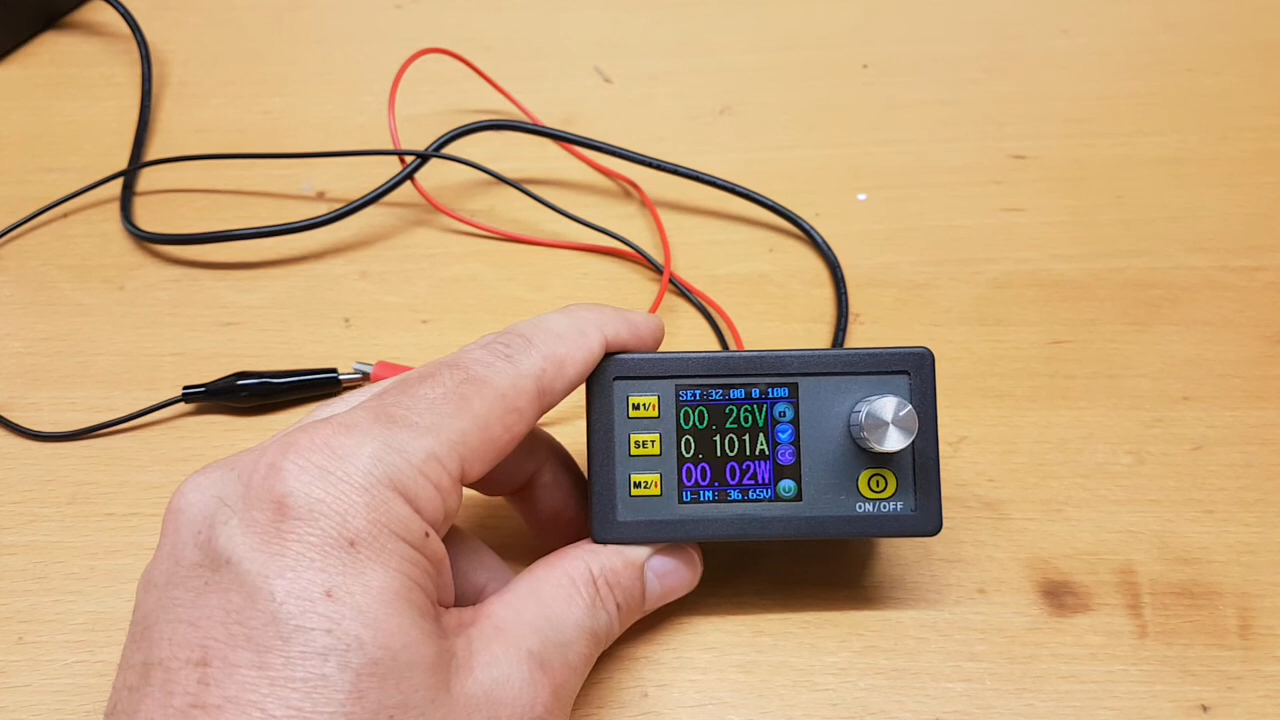 SET:32.00 0.100
M1/
00.26V
0.101A
CC
SET
00.02W
M2/
U-IN: 36.65V
ON/OFF